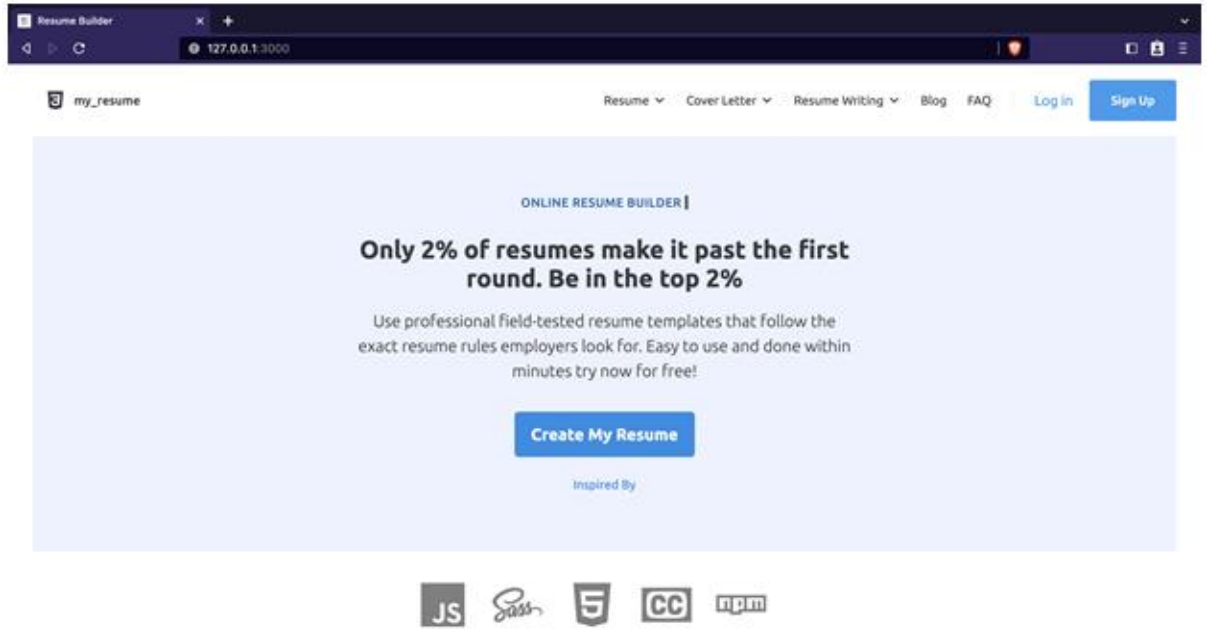 Resume Builder
127.0.0.1:3000
my_resume
Resume
Cover Letter
Resume Writing
Blog
FAQ
Log in
Sign Up
ONLINE RESUME BUILDER
Only 2% of resumes make it past the first
round. Be in the top 2%
Use professional field-tested resume templates that follow the
exact resume rules employers look for. Easy to use and done within
minutes try now for free!
Create My Resume
Inspired By
JS
Sass
5
CC
npm